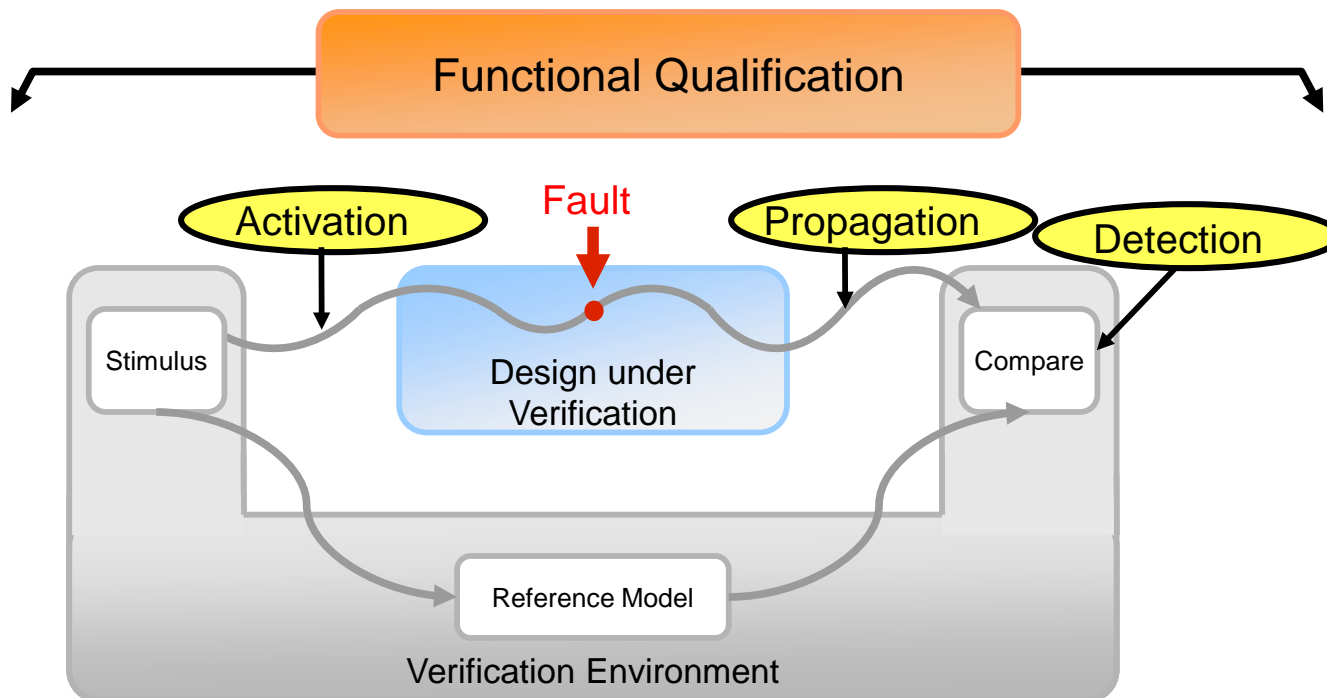 Functional Qualification
Activation
Fault
Propagation
Detection
Stimulus
Design under
Verification
Compare
Reference Model
Verification Environment